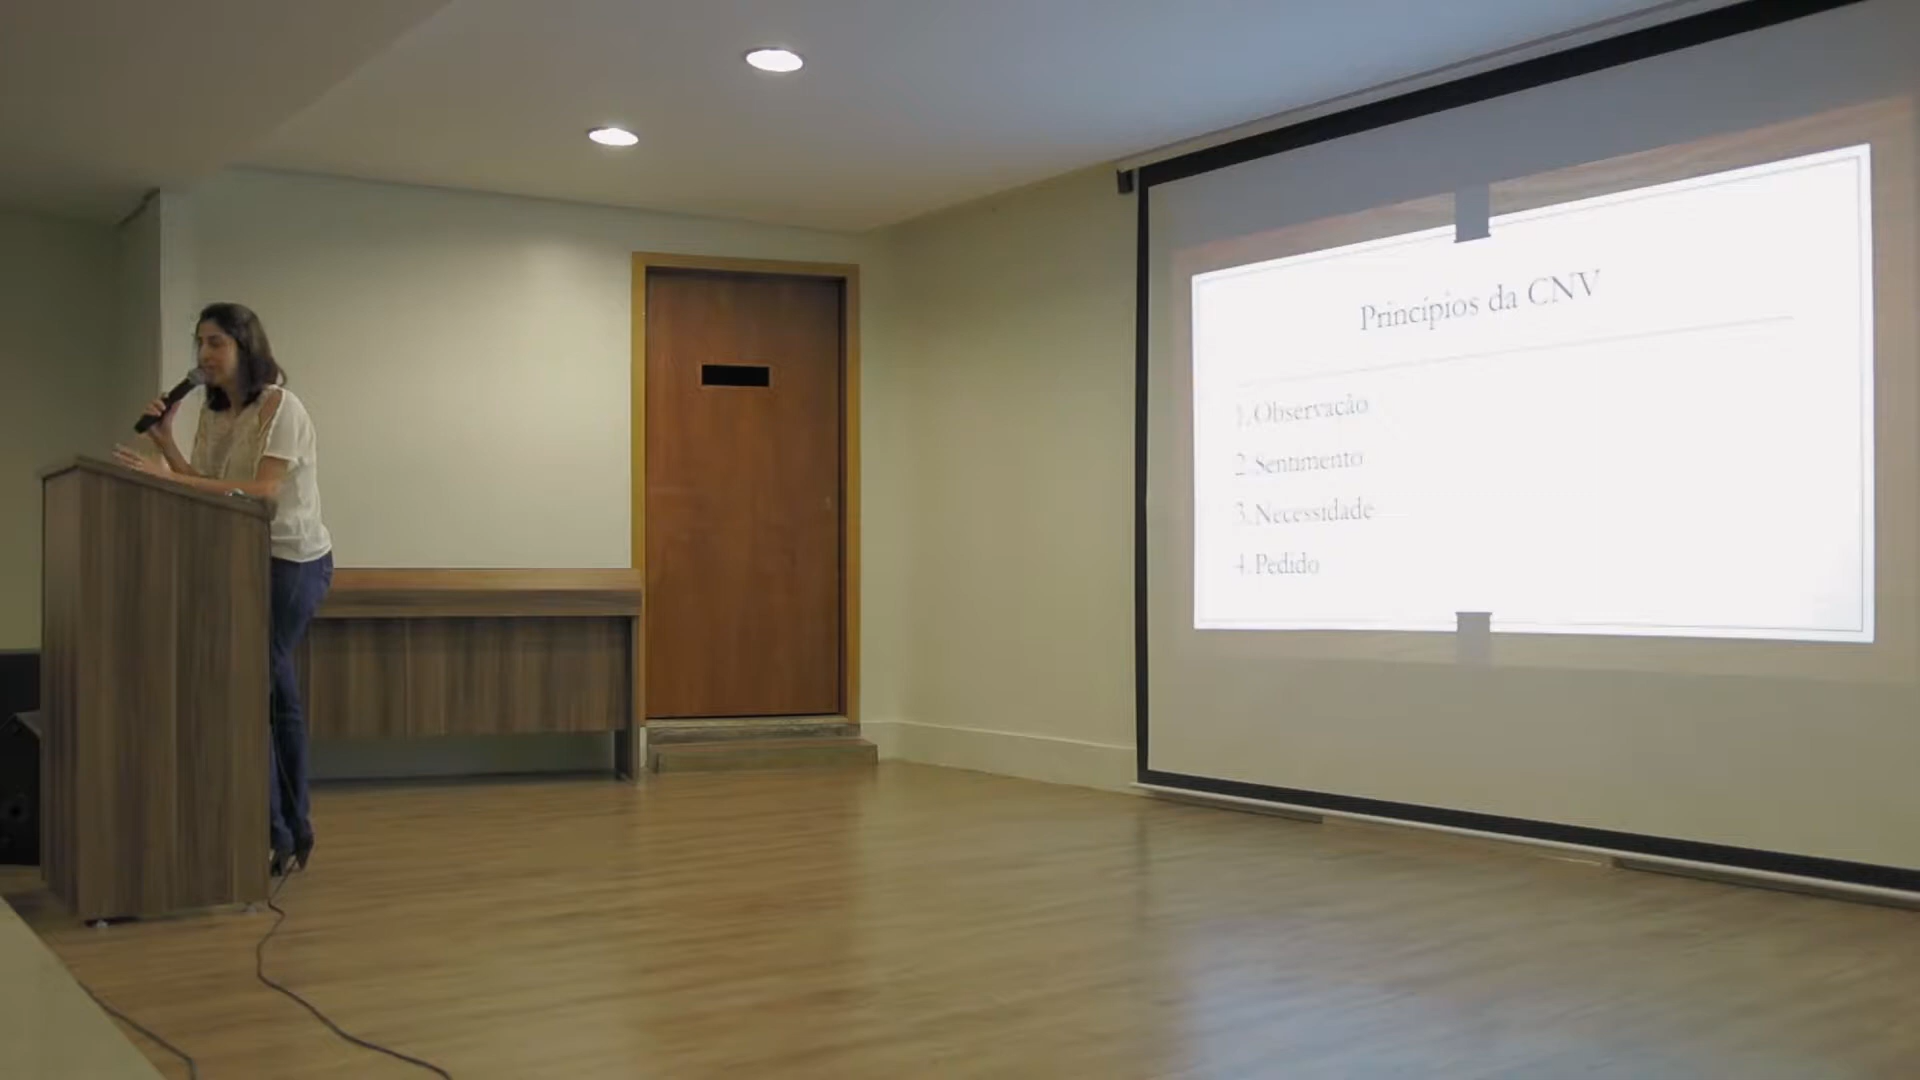 Princípios da CNV
1. Observação
2. Sentimento
3. Necessidade
4. Pedido